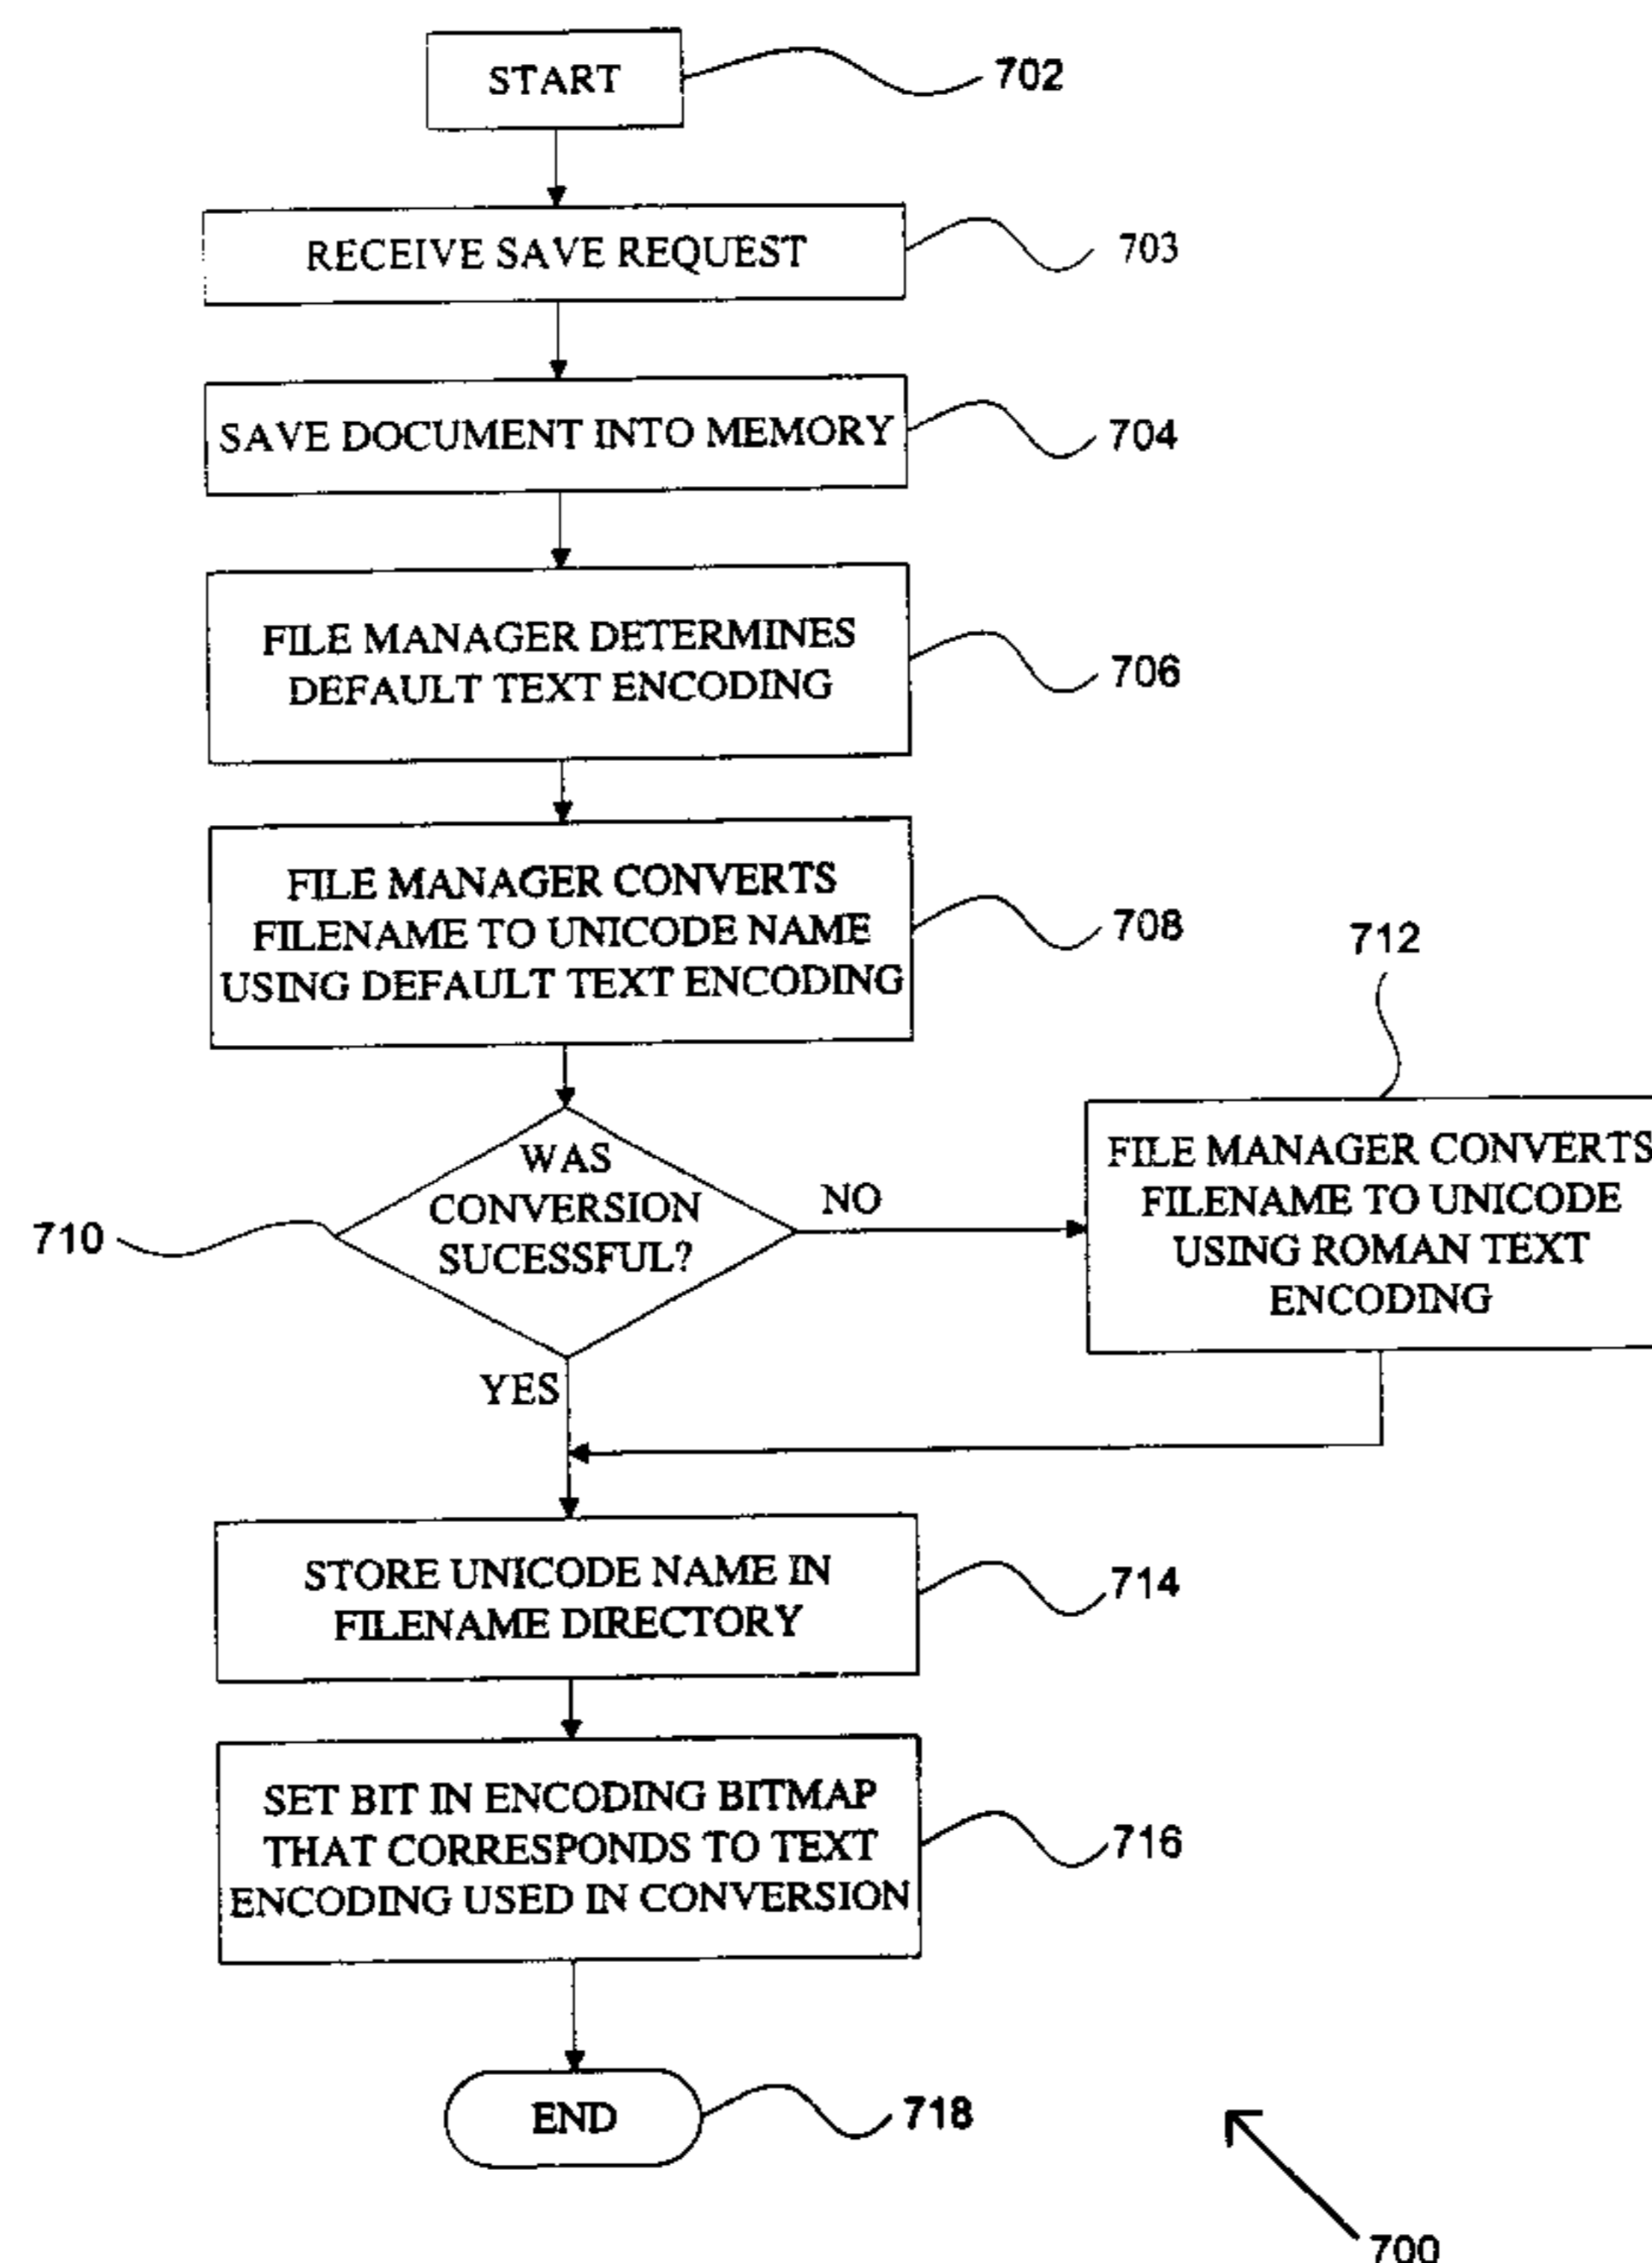 START
702
RECEIVE SAVE REQUEST
703
SAVE DOCUMENT INTO MEMORY
704
FILE MANAGER DETERMINES
DEFAULT TEXT ENCODING
706
FILE MANAGER CONVERTS
FILENAME TO UNICODE NAME
USING DEFAULT TEXT ENCODING
708
712
FILE MANAGER CONVERTS
FILENAME TO UNICODE
USING ROMAN TEXT
ENCODING
WAS
CONVERSION
SUCESSFUL?
710
NO
YES
STORE UNICODE NAME IN
FILENAME DIRECTORY
714
SET BIT IN ENCODING BITMAP
THAT CORRESPONDS TO TEXT
ENCODING USED IN CONVERSION
716
END
718
700